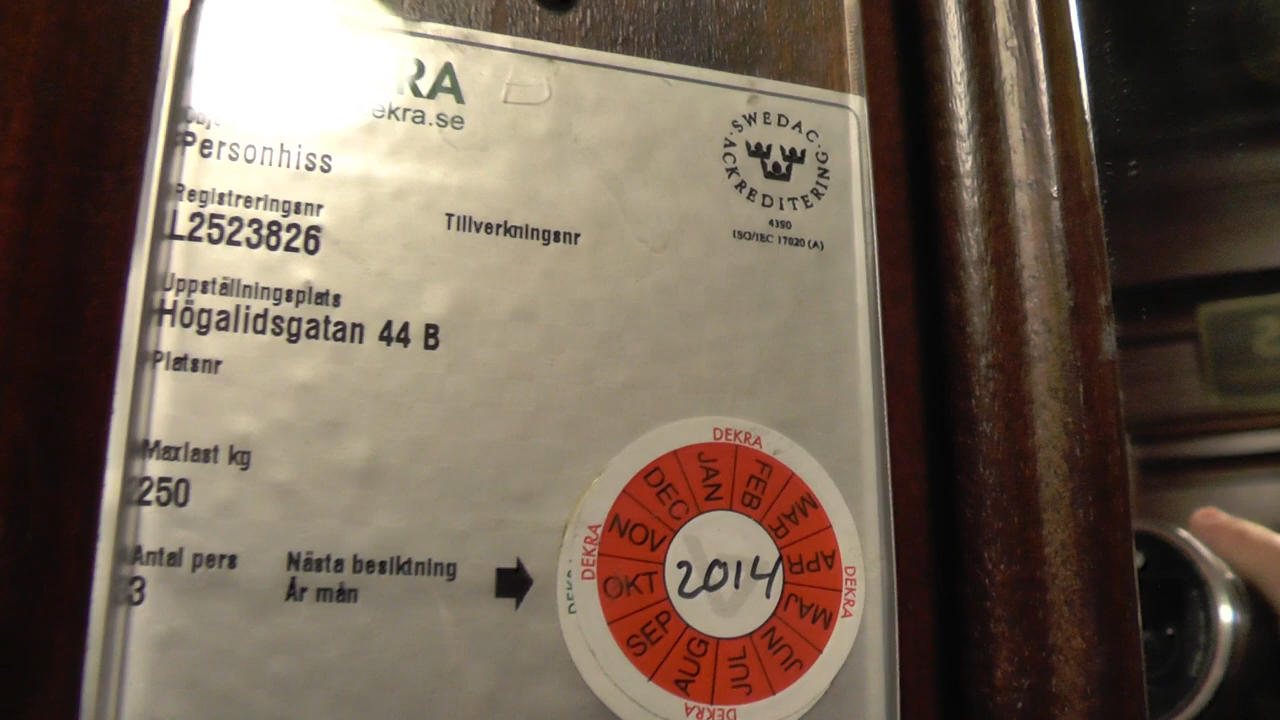 RA
ekra.se
SWEDAC
ACKREDITERING
4390
ISO/IEC 17020 (A)
Personhiss
Registreringsnr
L2523826
Tillverkningsnr
Uppställningsplats
Högalidsgatan 44 B
Platsnr
Maxlast kg
250
Antal pers
3
Nästa besiktning
År mån
DEKRA
DEKRA
DEKRA
DEKRA
JAN
FEB
MAR
APR
MAJ
JUN
JUL
AUG
SEP
OKT
NOV
DEC
2014